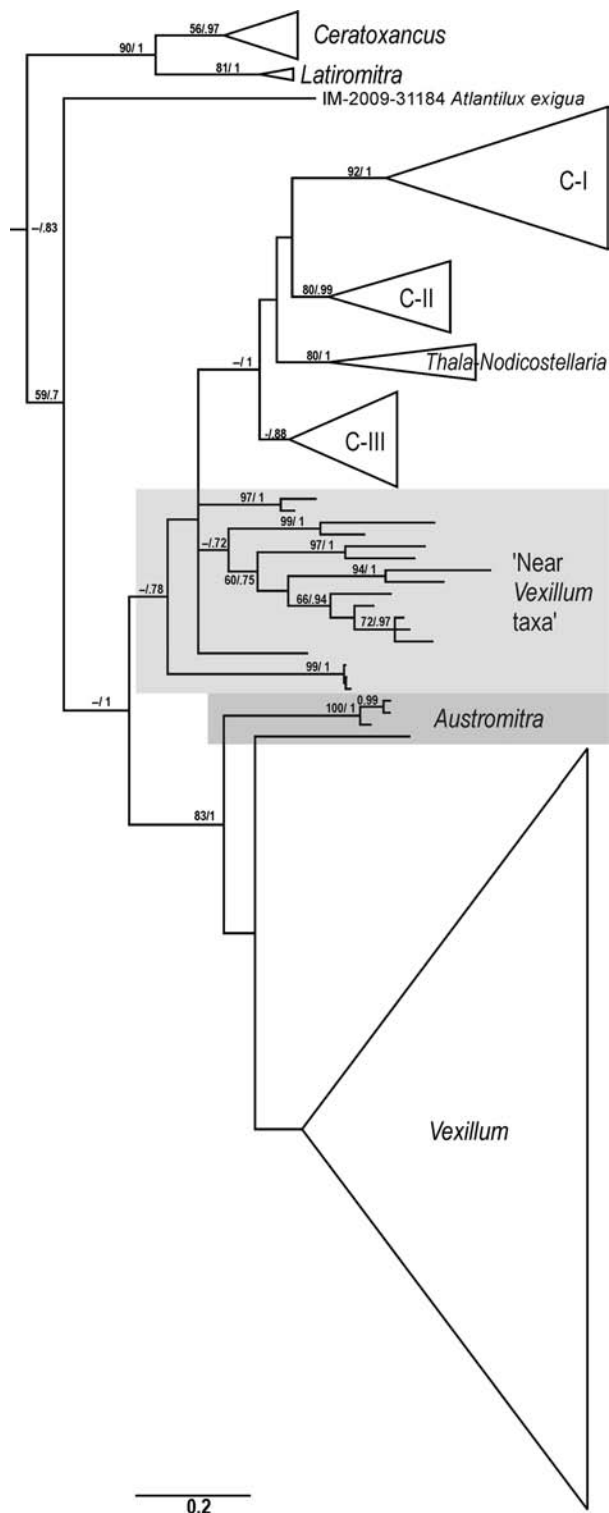 56/.97
Ceratoxancus
90/ 1
81/ 1
Latiromitra
IM-2009-31184 Atlantilux exigua
92/ 1
C-I
–/.83
80/.99
C-II
80/ 1
Thala-Nodicostellaria
–/ 1
59/.7
-/.88
C-III
97/ 1
99/ 1
–/.72
97/ 1
'Near
Vexillum
taxa'
94/ 1
60/.75
–/.78
66/.94
72/.97
99/ 1
–/ 1
0.99
100/ 1
Austromitra
83/1
Vexillum
0.2